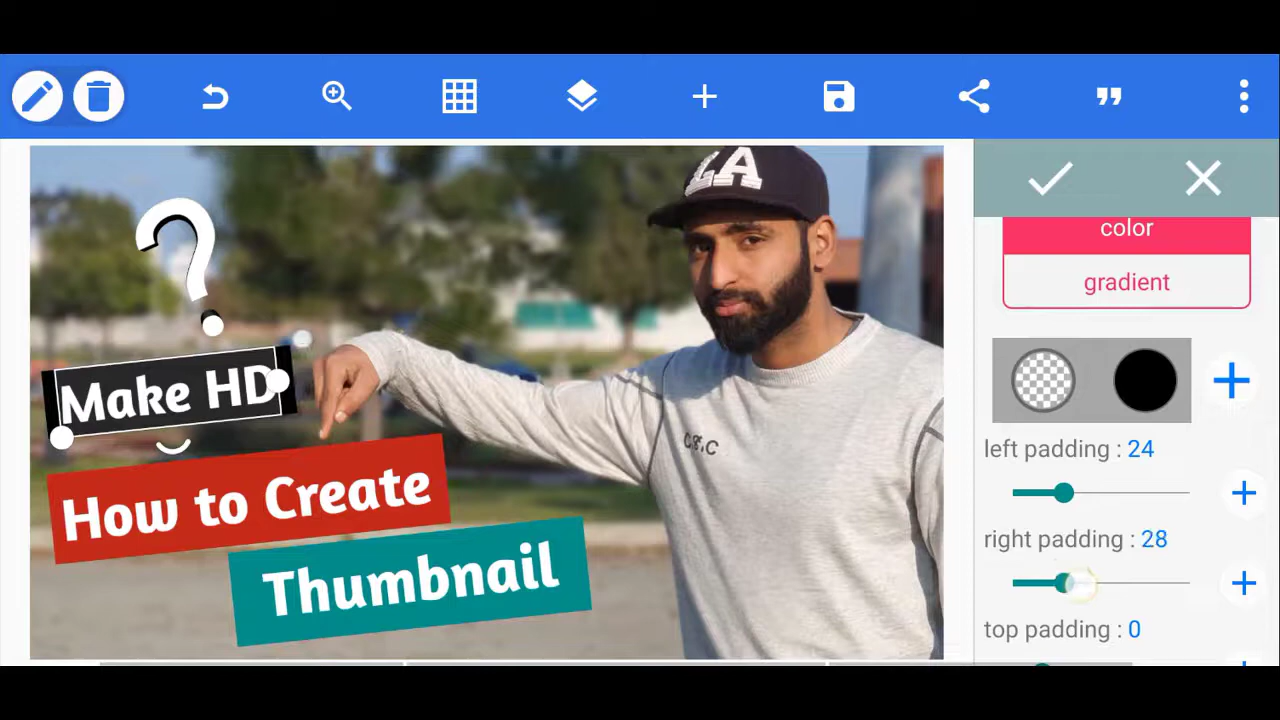 LA
color
gradient
?
Make HD
left padding : 24
How to Create
right padding : 28
Thumbnail
top padding : 0